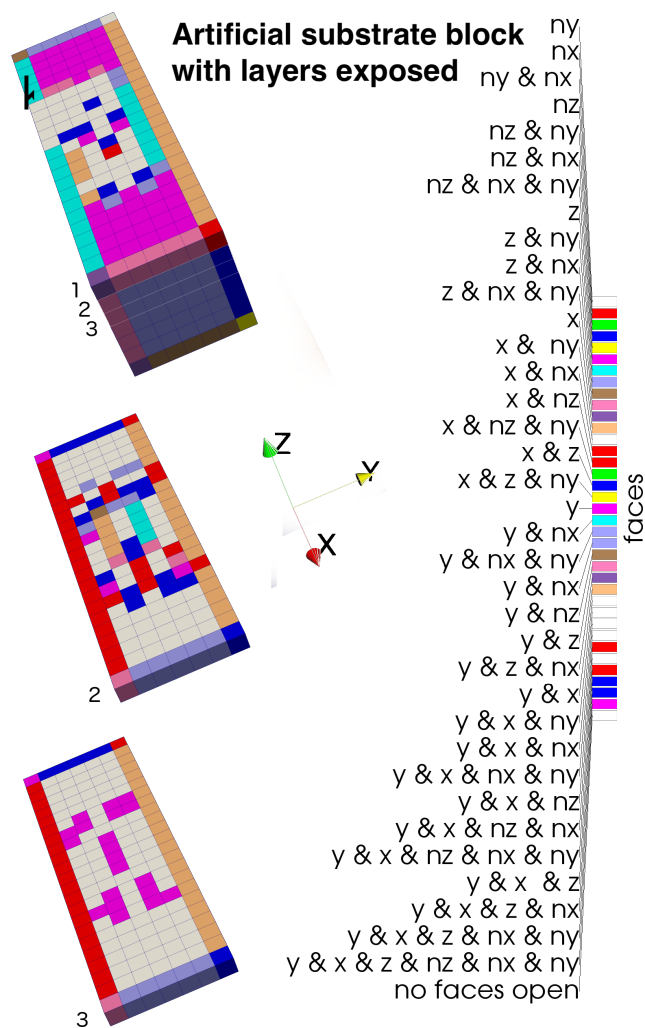 Artificial substrate block
with layers exposed
1
2
3
2
3
Z
Y
X
ny
nx
ny & nx
nz
nz & ny
nz & nx
nz & nx & ny
z
z & ny
z & nx
z & nx & ny
x
x & ny
x & nx
x & nz
x & nz & ny
x & z
x & z & ny
y
y & nx
y & nx & ny
y & nx
y & nz
y & z
y & z & nx
y & x
y & x & ny
y & x & nx
y & x & nx & ny
y & x & nz
y & x & nz & nx
y & x & nz & nx & ny
y & x & z
y & x & z & nx
y & x & z & nx & ny
y & x & z & nz & nx & ny
no faces open
faces